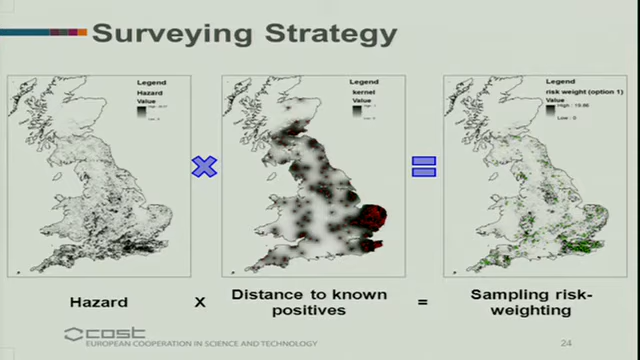 Surveying Strategy
Legend
Hazard
Value
Legend
kernel
Value
Legend
risk weight (option 1)
Value
High : 19.86
Low : 0
Hazard X Distance to known positives = Sampling risk-weighting
cost
EUROPEAN COOPERATION IN SCIENCE AND TECHNOLOGY
24